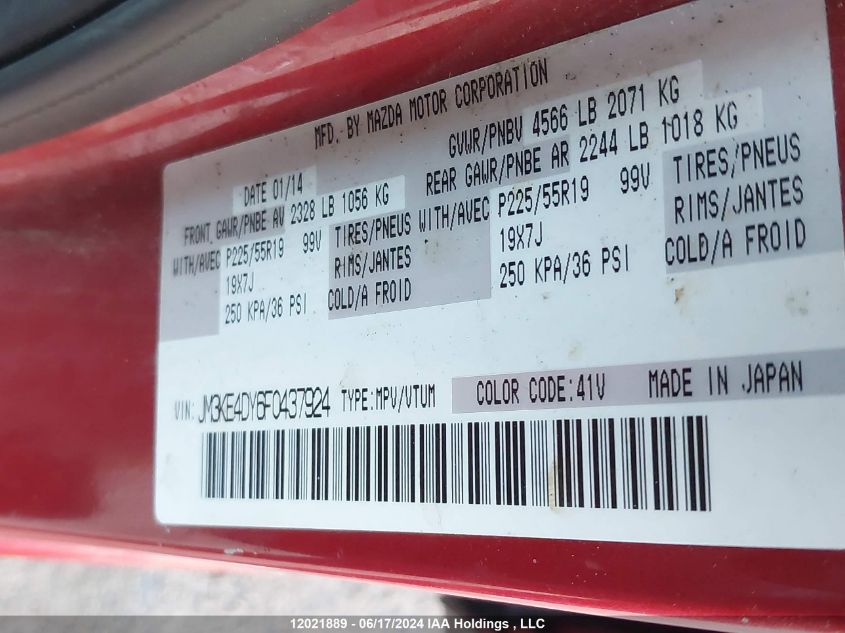 MFD. BY MAZDA MOTOR CORPORATION
DATE 01/14 GVWR/PNBV 4566 LB 2071 KG
FRONT GAWR/PNBE AV 2328 LB 1056 KG REAR GAWR/PNBE AR 2244 LB 1018 KG
WITH/AVEC P225/55R19 99V TIRES/PNEUS WITH/AVEC P225/55R19 99V TIRES/PNEUS
19X7J RIMS/JANTES 19X7J RIMS/JANTES
250 KPA/36 PSI COLD/A FROID 250 KPA/36 PSI COLD/A FROID
VIN: JM3KE4DY6F0437924 TYPE:MPV/VTUM COLOR CODE:41V MADE IN JAPAN
12021889 - 06/17/2024 IAA Holdings, LLC